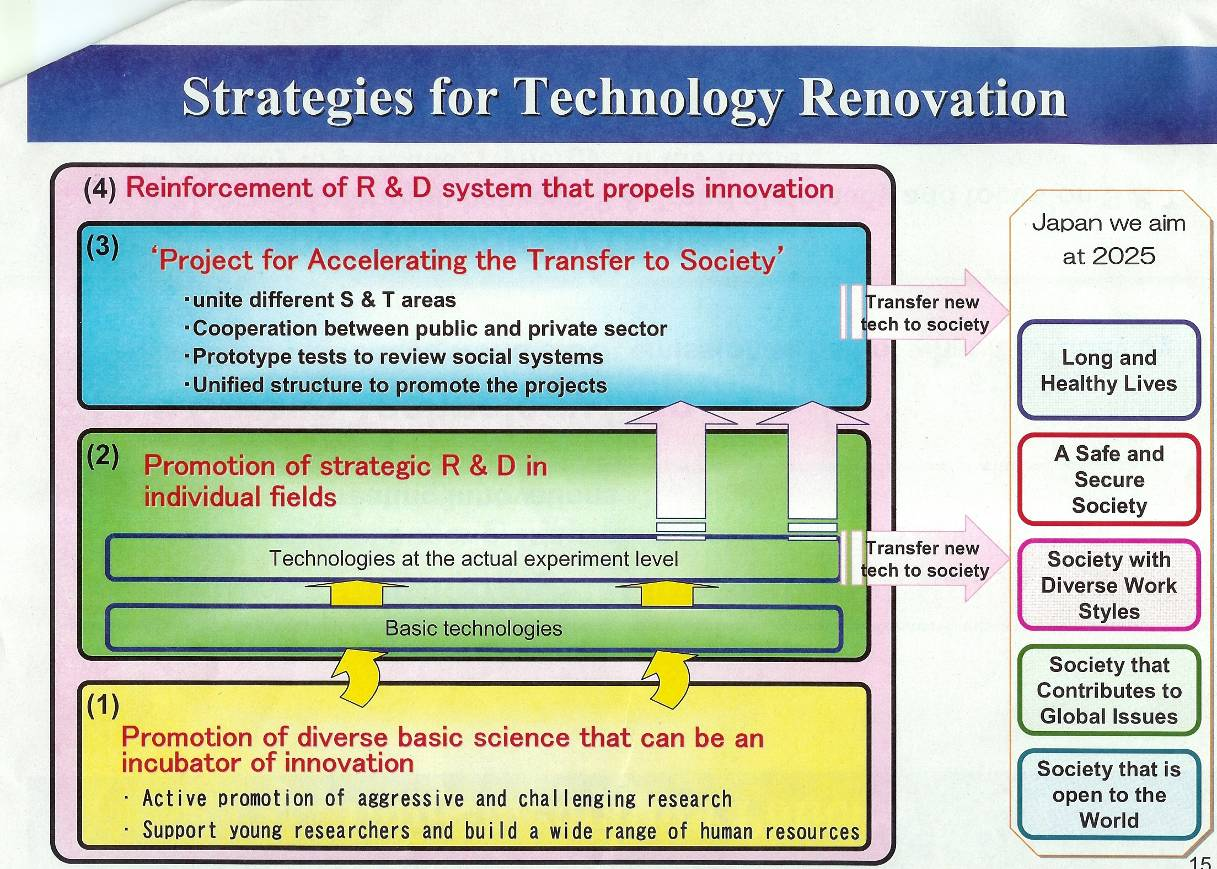 Strategies for Technology Renovation
(4) Reinforcement of R & D system that propels innovation
(3)
‘Project for Accelerating the Transfer to Society’
・unite different S & T areas
・Cooperation between public and private sector
・Prototype tests to review social systems
・Unified structure to promote the projects
Transfer new
tech to society
(2)
Promotion of strategic R & D in
individual fields
Technologies at the actual experiment level
Basic technologies
Transfer new
tech to society
(1)
Promotion of diverse basic science that can be an
incubator of innovation
・ Active promotion of aggressive and challenging research
・ Support young researchers and build a wide range of human resources
Japan we aim
at 2025
Long and
Healthy Lives
A Safe and
Secure
Society
Society with
Diverse Work
Styles
Society that
Contributes to
Global Issues
Society that is
open to the
World
15